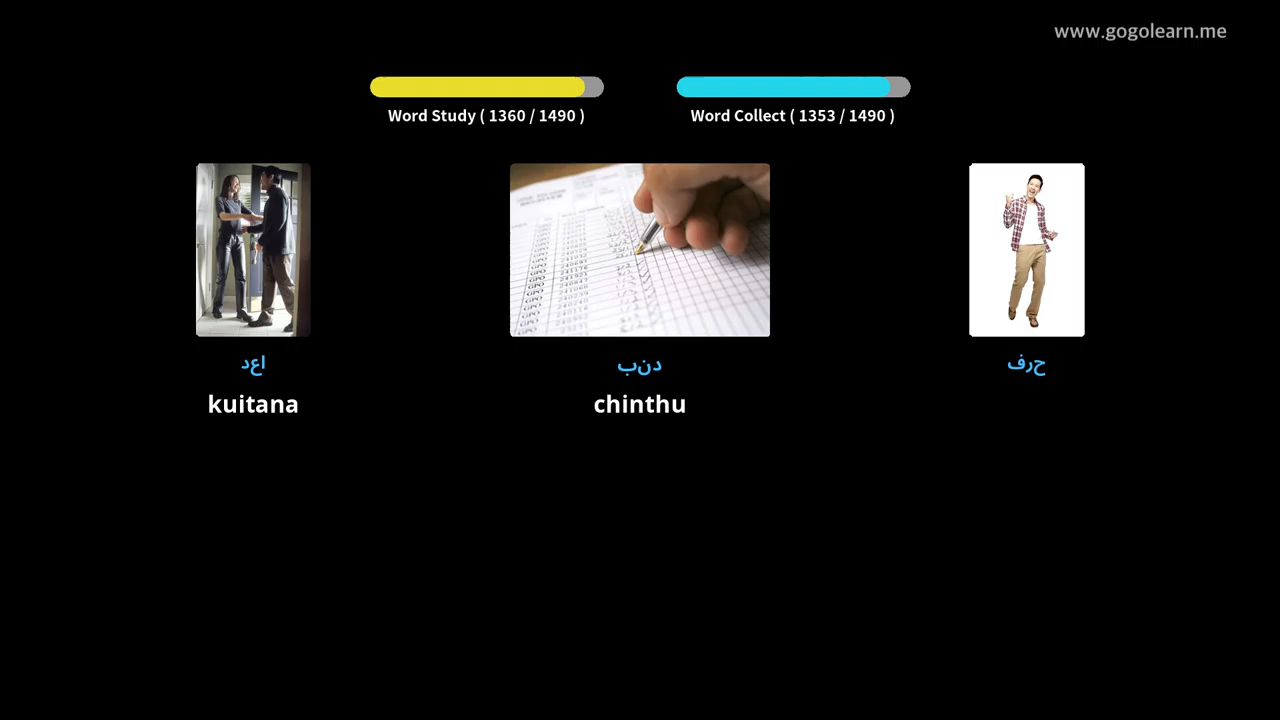 www.gogolearn.me
Word Study ( 1360 / 1490 )
Word Collect ( 1353 / 1490 )
اعد
دنب
حرف
kuitana
chinthu